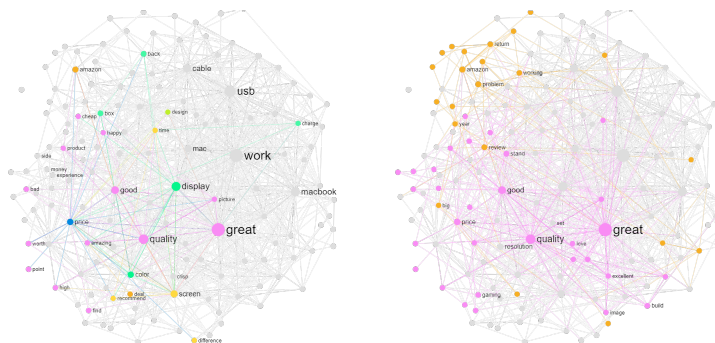 back
cable
amazon
usb
box
design
cheap
happy
time
charge
product
mac
work
side
money
experience
bad
good
display
macbook
picture
price
great
worth
amazing
quality
point
color
crisp
high
deal
recommend
screen
find
difference
return
amazon
working
problem
year
review
stand
good
big
price
set
great
quality
resolution
love
excellent
gaming
build
image